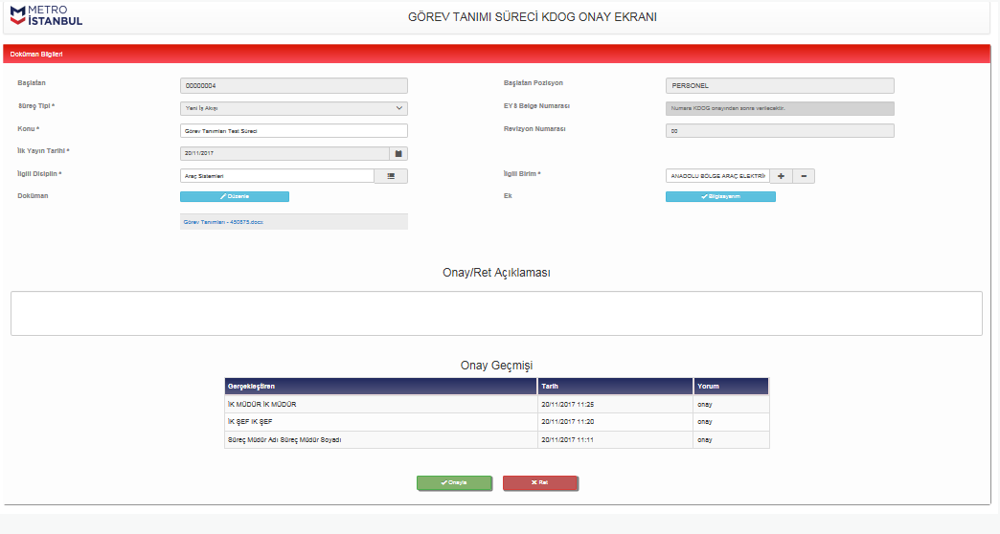 METRO
İSTANBUL
GÖREV TANIMI SÜRECİ KDOG ONAY EKRANI
Doküman Bilgileri
Başlatan
00000004
Başlatan Pozisyon
PERSONEL
Süreç Tipi *
Yeni İş Akışı
EYS Belge Numarası
Numara KDOG onayından sonra verilecektir.
Konu *
Görev Tanımları Test Süreci
Revizyon Numarası
00
İlk Yayın Tarihi *
20/11/2017
İlgili Disiplin *
Araç Sistemleri
İlgili Birim *
ANADOLU BÖLGE ARAÇ ELEKTRİK
Doküman
Düzenle
Ek
Bilgisayarım
Görev Tanımları - 450875.docx
Onay/Ret Açıklaması
Onay Geçmişi
Gerçekleştiren Tarih Yorum
İK MÜDÜR İK MÜDÜR 20/11/2017 11:25 onay
İK ŞEF İK ŞEF 20/11/2017 11:20 onay
Süreç Müdür Adı Süreç Müdür Soyadı 20/11/2017 11:11 onay
Onayla
Ret